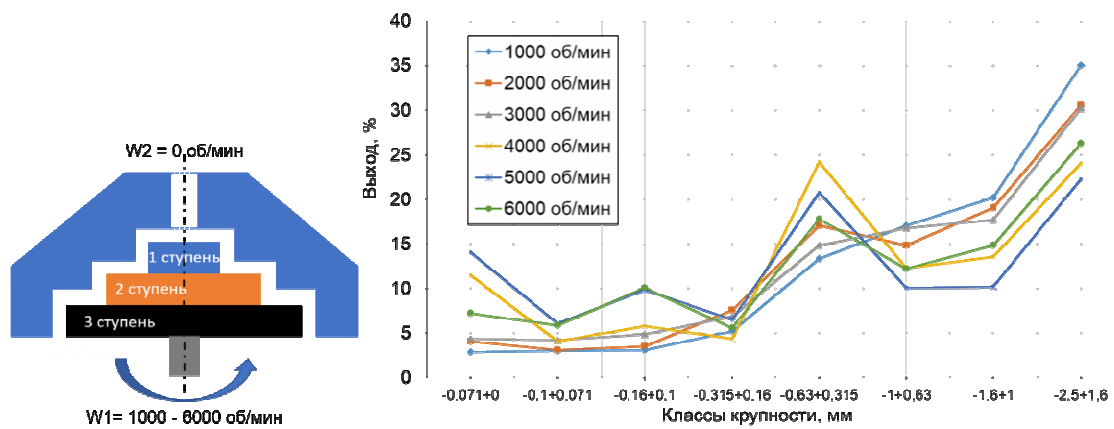 W2 = 0 об/мин
1 ступень
2 ступень
3 ступень
W1= 1000 - 6000 об/мин
Выход, %
40
35
30
25
20
15
10
5
0
1000 об/мин
2000 об/мин
3000 об/мин
4000 об/мин
5000 об/мин
6000 об/мин
-0.071+0 -0.1+0.071 -0.16+0.1 -0.315+0.16 -0.63+0,315 -1+0,63 -1.6+1 -2.5+1,6
Классы крупности, мм